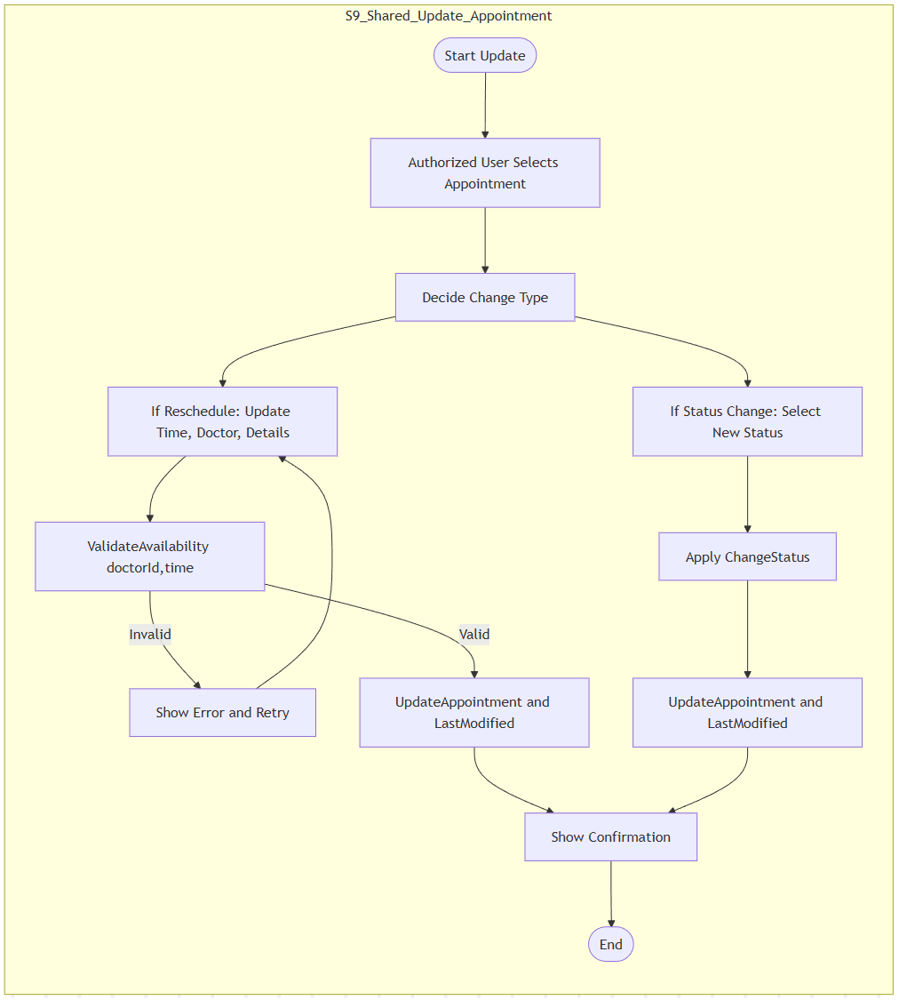 S9_Shared_Update_Appointment
Start Update
Authorized User Selects
Appointment
Decide Change Type
If Reschedule: Update
Time, Doctor, Details
If Status Change: Select
New Status
ValidateAvailability
doctorId,time
Apply ChangeStatus
Invalid
Valid
Show Error and Retry
UpdateAppointment and
LastModified
UpdateAppointment and
LastModified
Show Confirmation
End